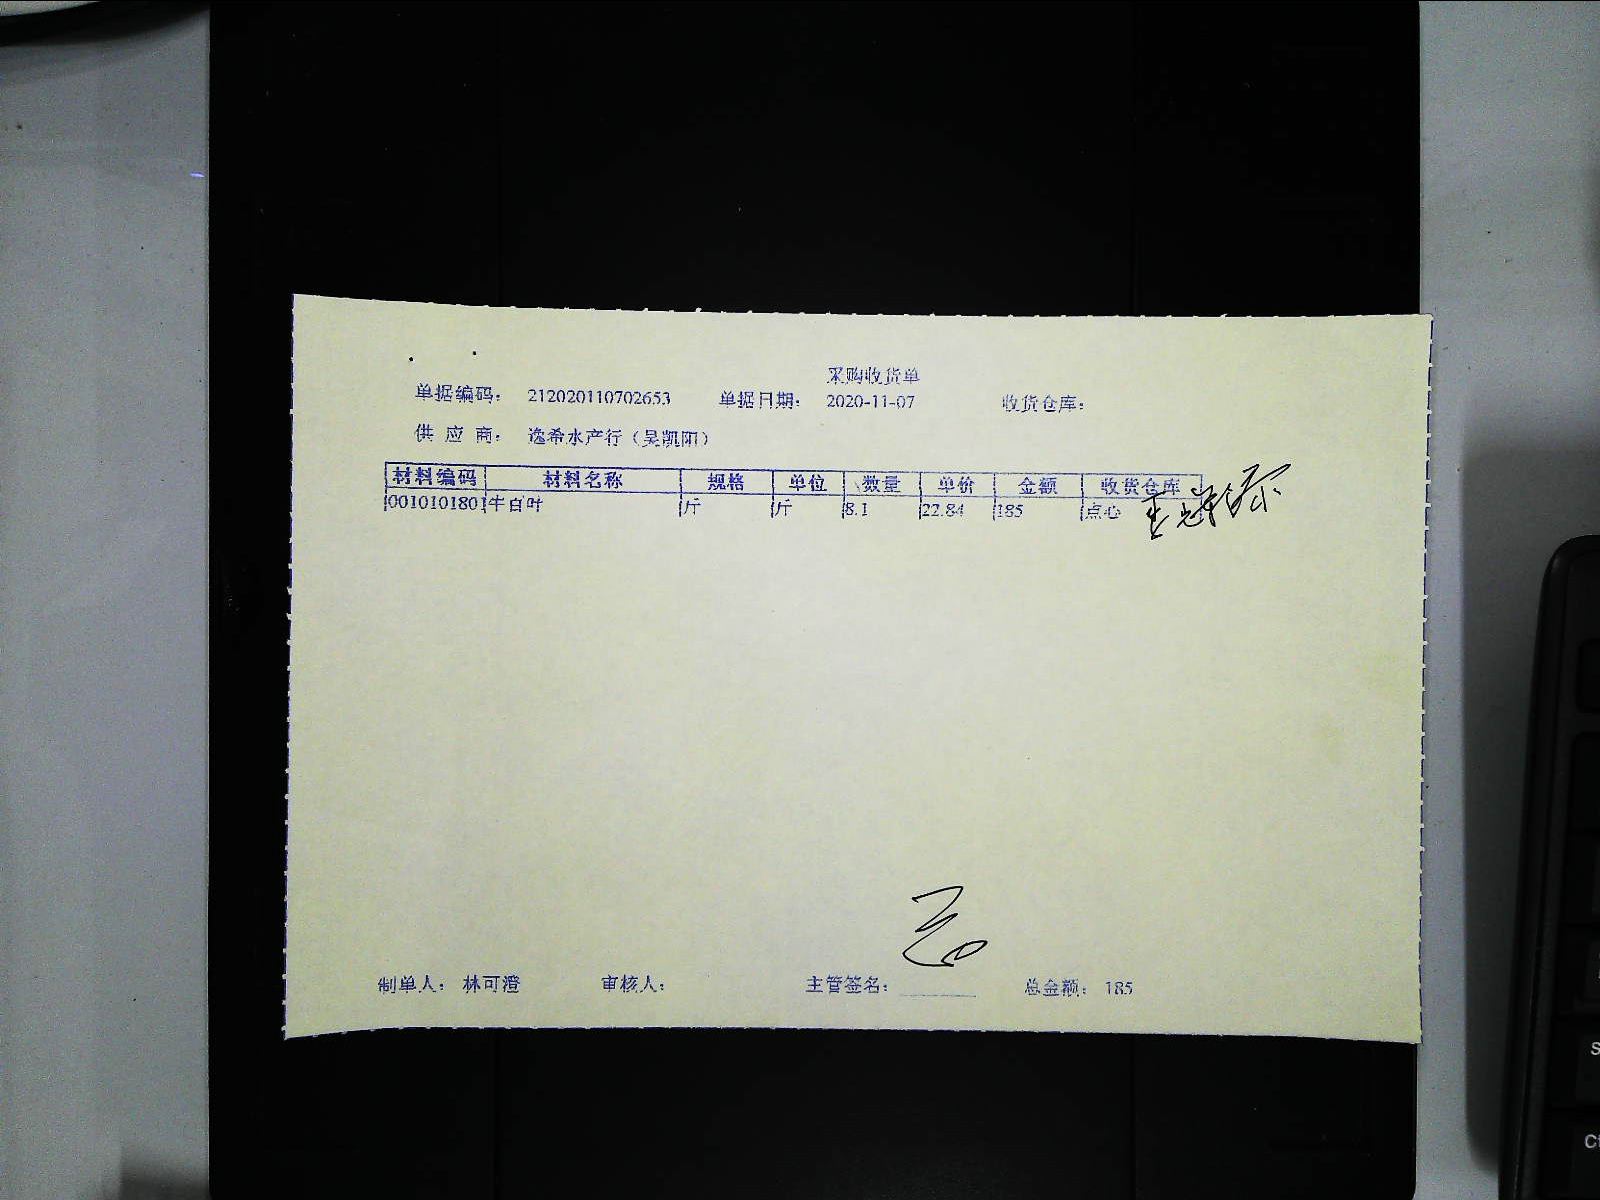 采购收货单
单据编码： 212020110702653 单据日期： 2020-11-07 收货仓库：
供 应 商： 逸希水产行（吴凯阳）
材料编码 材料名称 规格 单位 数量 单价 金额 收货仓库
0010101801 牛白叶 斤 斤 8.1 22.84 185 点心
制单人： 林可澄 审核人： 主管签名： 总金额： 185